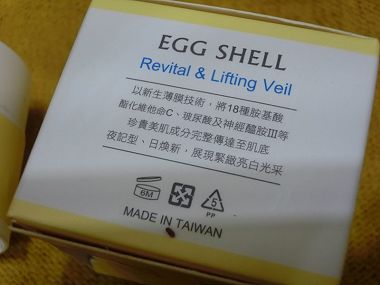 EGG SHELL
Revital & Lifting Veil
以新生薄膜技術，將18種胺基酸
酯化維他命C、玻尿酸及神經醯胺III等
珍貴美肌成分完整傳達至肌底
夜記型、日煥新，展現緊緻亮白光采
6M
5
PP
MADE IN TAIWAN